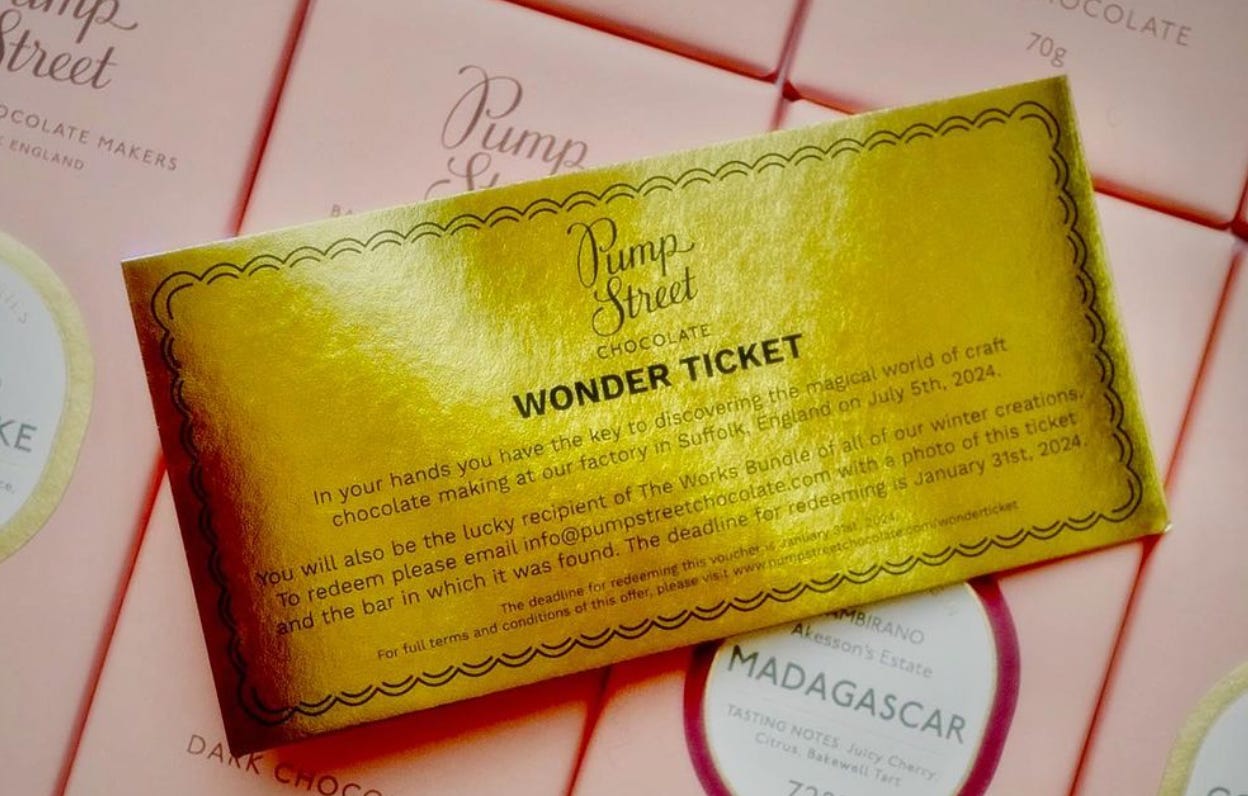 Pump
Street
CHOCOLATE MAKERS
ENGLAND
Pump
CHOCOLATE
70g
Pump
Street
CHOCOLATE
WONDER TICKET
In your hands you have the key to discovering the magical world of craft
chocolate making at our factory in Suffolk, England on July 5th, 2024.
You will also be the lucky recipient of The Works Bundle of all of our winter creations.
To redeem please email info@pumpstreetchocolate.com with a photo of this ticket
and the bar in which it was found. The deadline for redeeming is January 31st, 2024.
The deadline for redeeming this voucher is January 31st, 2024.
For full terms and conditions of this offer, please visit www.pumpstreetchocolate.com/wonderticket
Akesson's Estate
MADAGASCAR
TASTING NOTES: Juicy Cherry,
Citrus, Bakewell Tart
DARK CHOCO